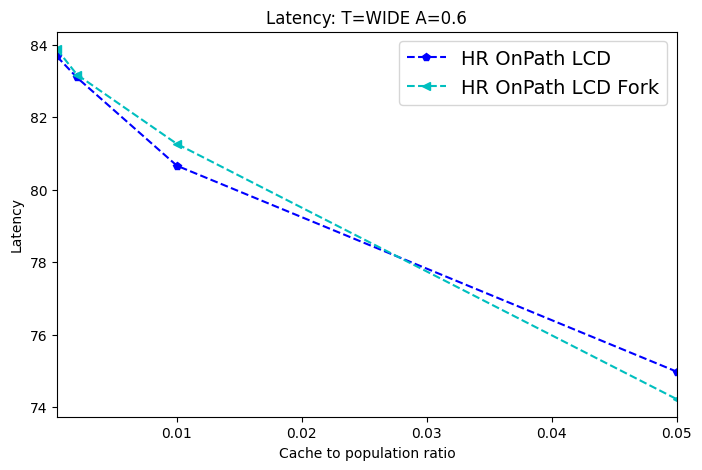 Latency: T=WIDE A=0.6
HR OnPath LCD
HR OnPath LCD Fork
Latency
84
82
80
78
76
74
0.01
0.02
0.03
0.04
0.05
Cache to population ratio